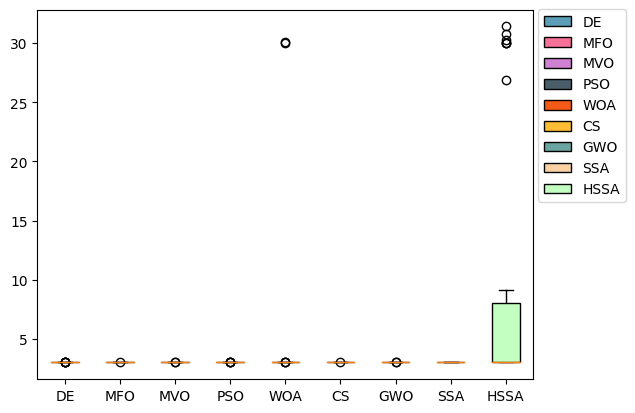 30
25
20
15
10
5
DE MFO MVO PSO WOA CS GWO SSA HSSA
DE
MFO
MVO
PSO
WOA
CS
GWO
SSA
HSSA